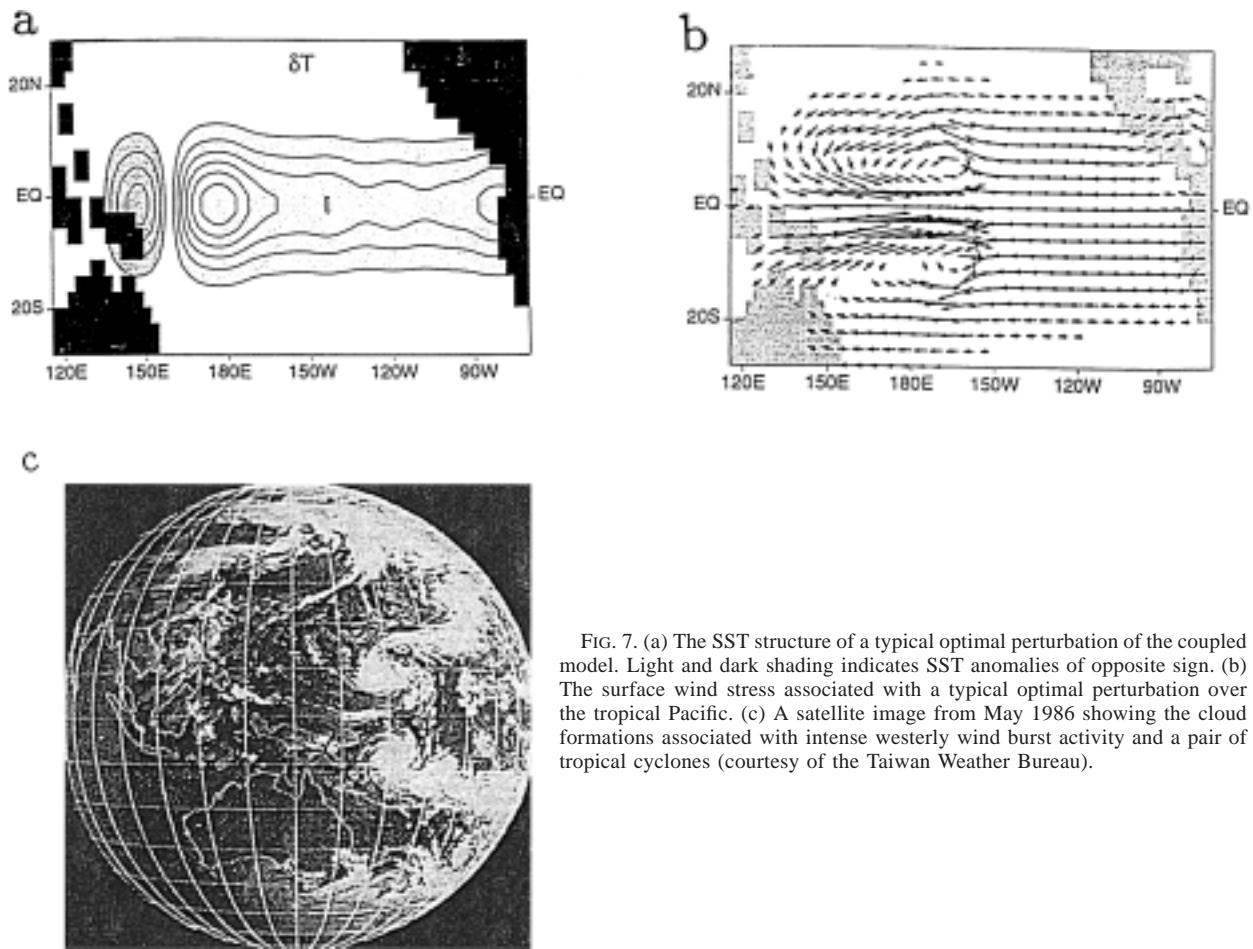 a
δT
20N
EQ
EQ
20S
120E 150E 180E 150W 120W 90W
b
20N
EQ
EQ
20S
120E 150E 180E 150W 120W 90W
c
FIG. 7. (a) The SST structure of a typical optimal perturbation of the coupled
model. Light and dark shading indicates SST anomalies of opposite sign. (b)
The surface wind stress associated with a typical optimal perturbation over
the tropical Pacific. (c) A satellite image from May 1986 showing the cloud
formations associated with intense westerly wind burst activity and a pair of
tropical cyclones (courtesy of the Taiwan Weather Bureau).